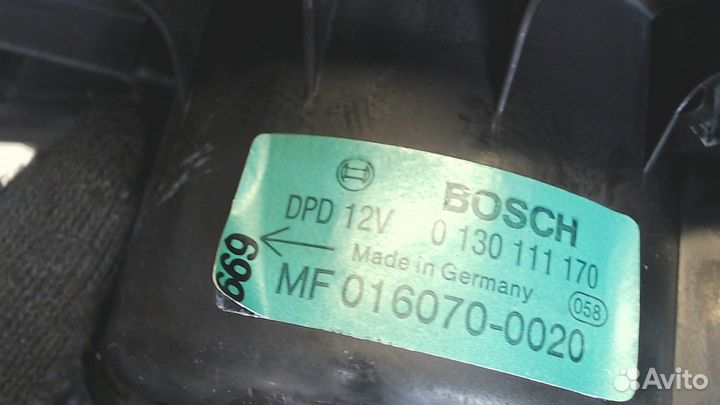 BOSCH
DPD 12V 0 130 111 170
Made in Germany
MF 016070-0020
058
669
Avito